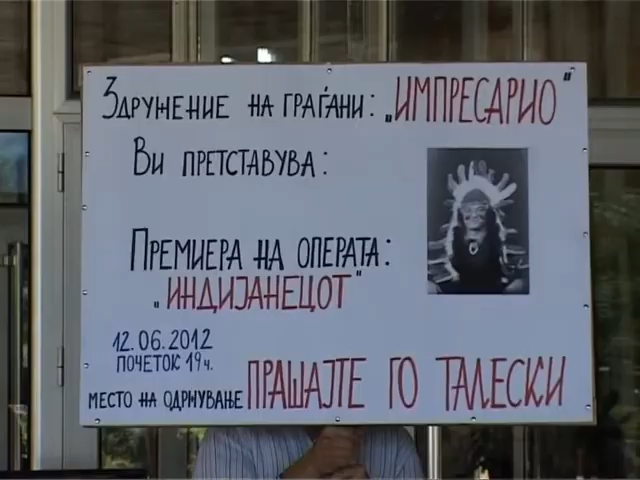 Здружение на граѓани: „ИМПРЕСАРИО"
Ви претставува:
Премиера на операта:
„ИНДИЈАНЕЦОТ"
12.06.2012
почеток 19 ч.
место на одржување ПРАШАЈТЕ ГО ТАЛЕСКИ